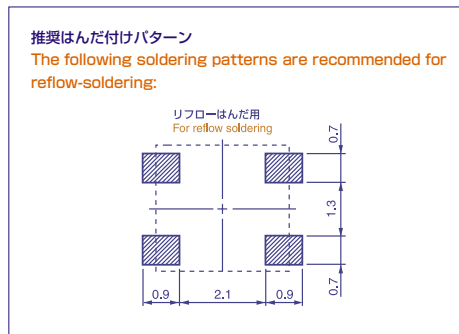 推奨はんだ付けパターン
The following soldering patterns are recommended for
reflow-soldering:
リフローはんだ用
For reflow soldering
0.7
1.3
0.7
0.9
2.1
0.9